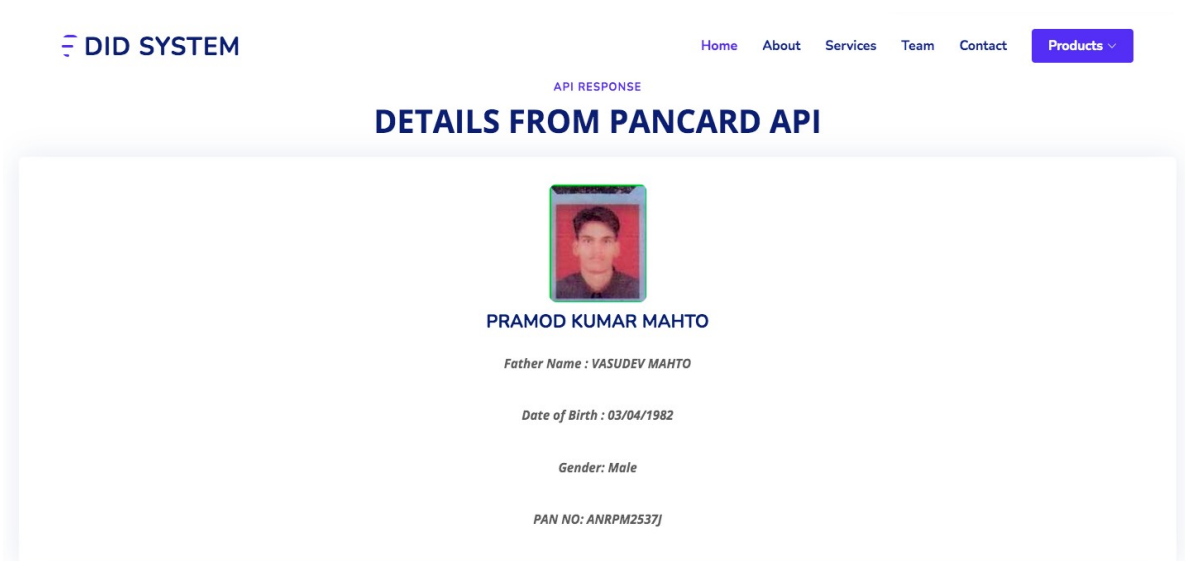 DID SYSTEM
Home About Services Team Contact Products
API RESPONSE
DETAILS FROM PANCARD API
PRAMOD KUMAR MAHTO
Father Name : VASUDEV MAHTO
Date of Birth : 03/04/1982
Gender: Male
PAN NO: ANRPM2537J